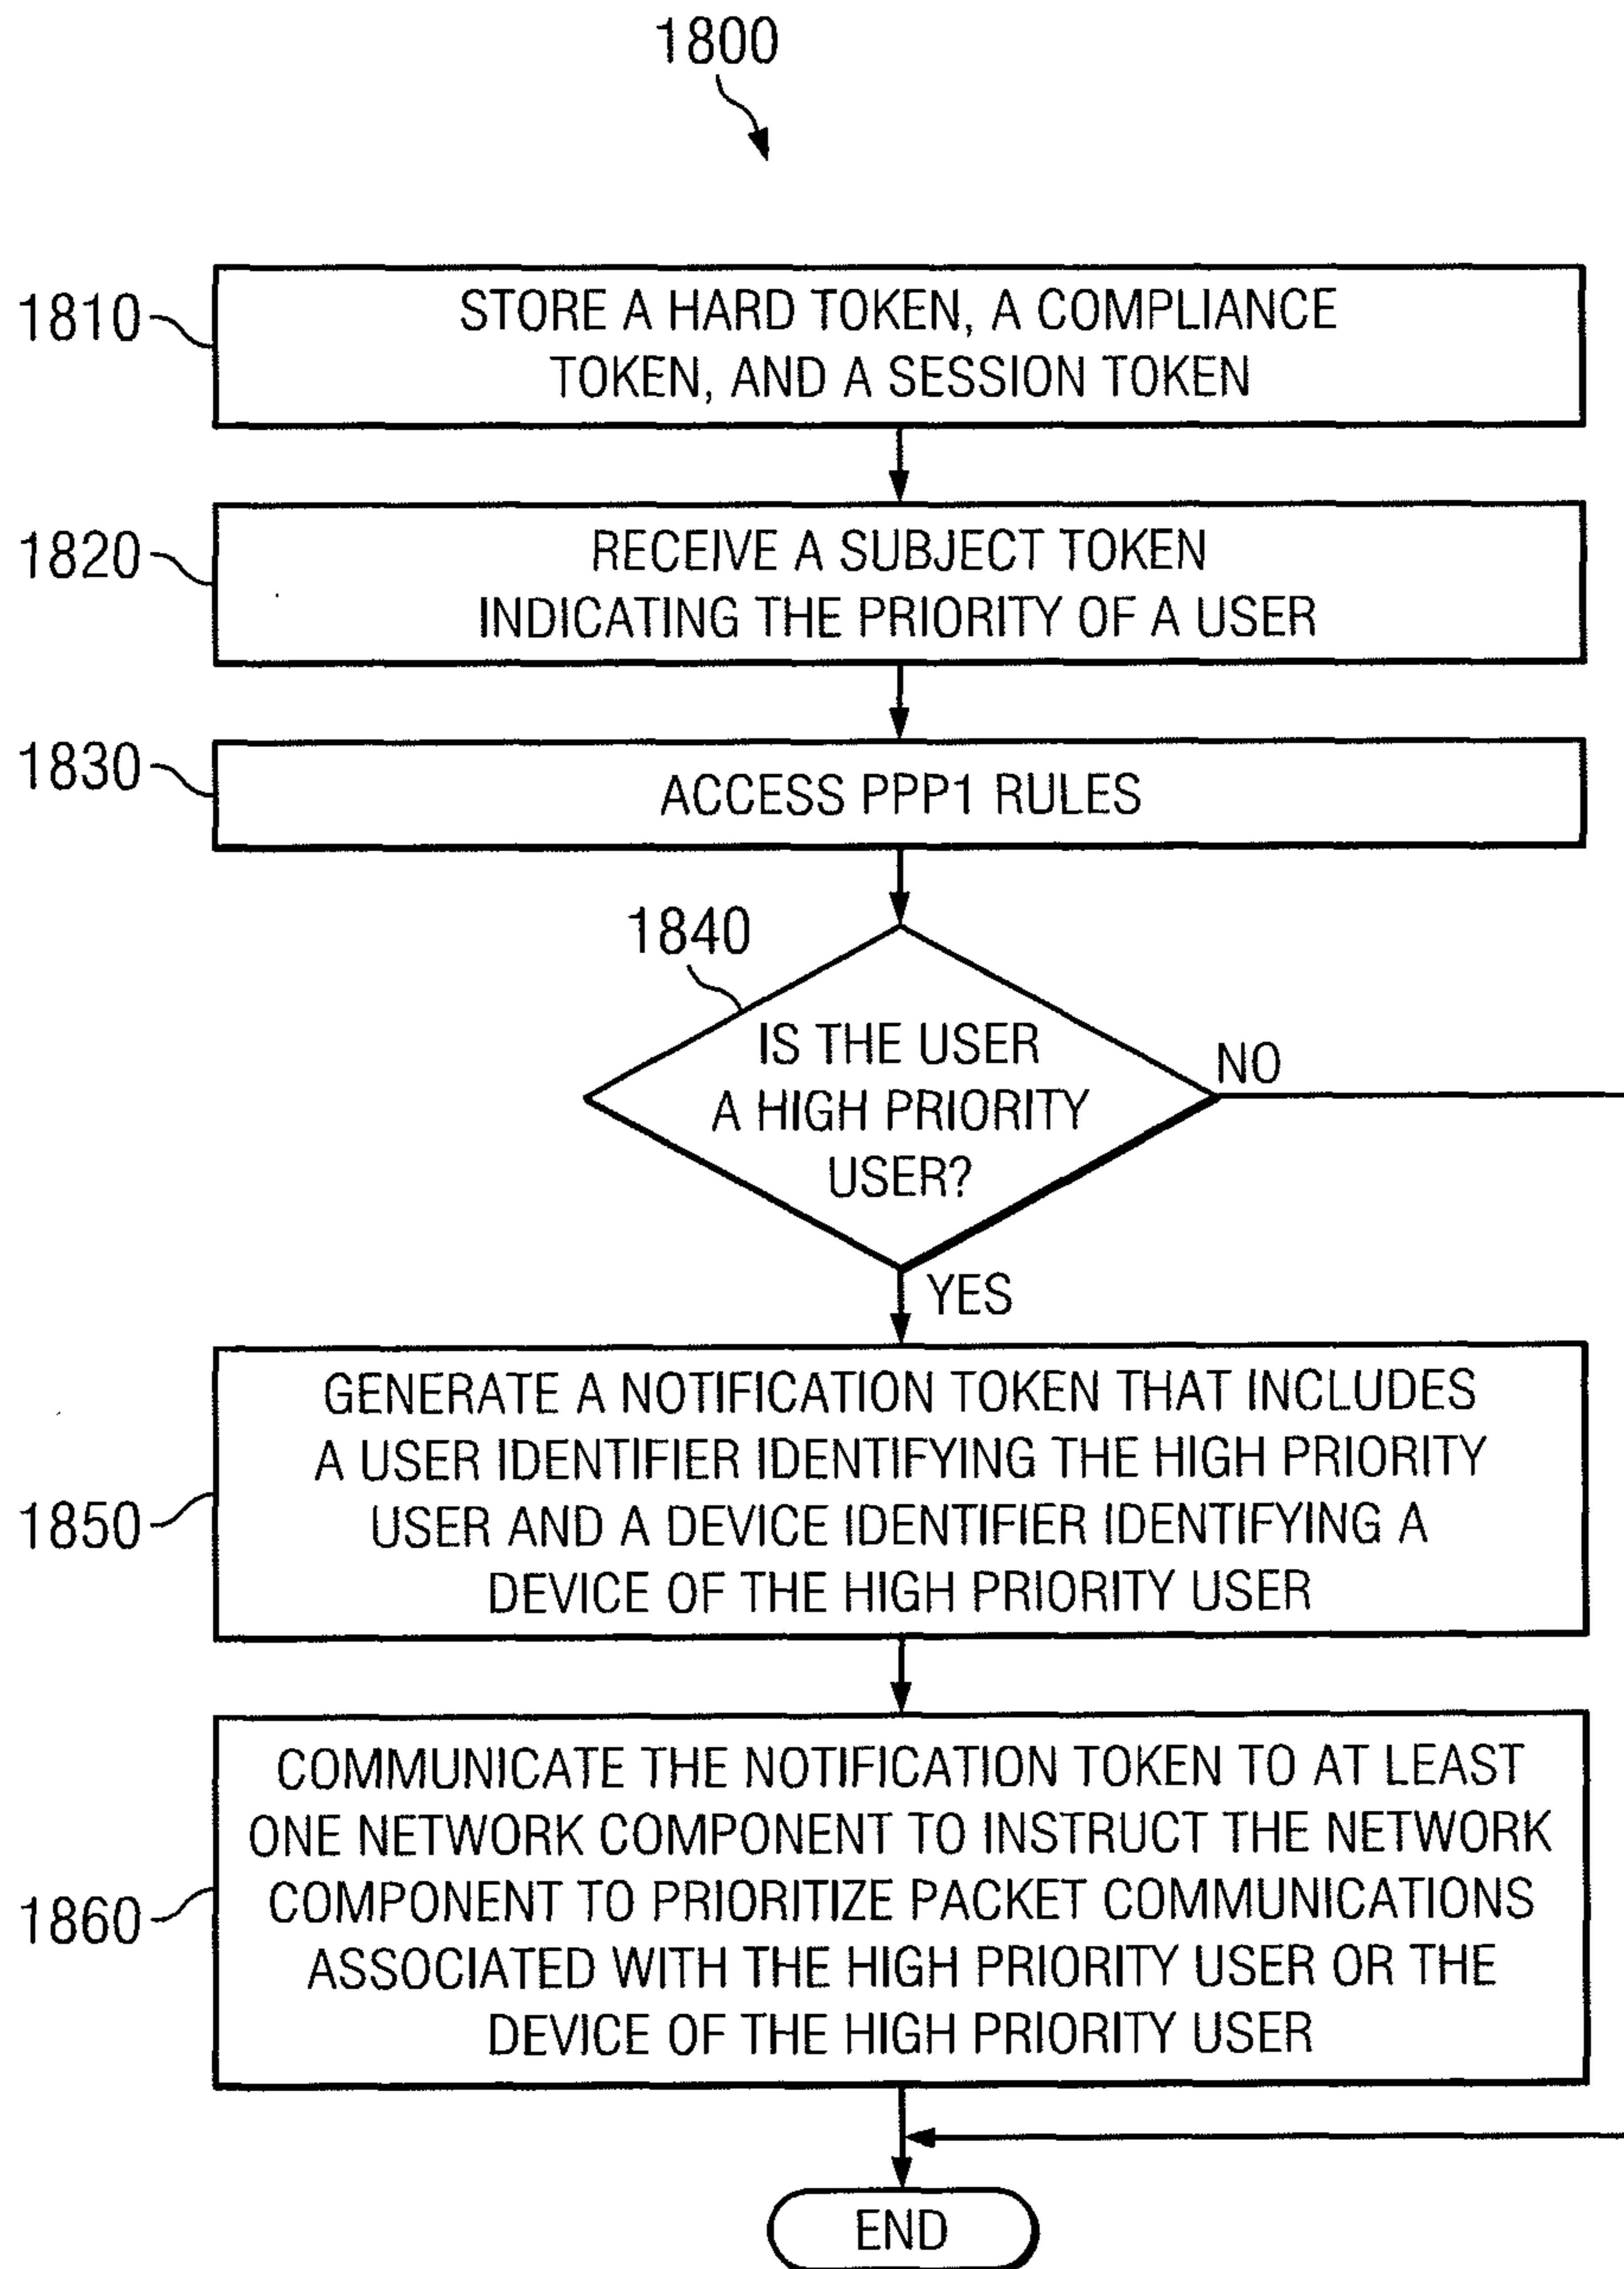 1800
1810
STORE A HARD TOKEN, A COMPLIANCE
TOKEN, AND A SESSION TOKEN
1820
RECEIVE A SUBJECT TOKEN
INDICATING THE PRIORITY OF A USER
1830
ACCESS PPP1 RULES
1840
IS THE USER
A HIGH PRIORITY
USER?
NO
YES
1850
GENERATE A NOTIFICATION TOKEN THAT INCLUDES
A USER IDENTIFIER IDENTIFYING THE HIGH PRIORITY
USER AND A DEVICE IDENTIFIER IDENTIFYING A
DEVICE OF THE HIGH PRIORITY USER
1860
COMMUNICATE THE NOTIFICATION TOKEN TO AT LEAST
ONE NETWORK COMPONENT TO INSTRUCT THE NETWORK
COMPONENT TO PRIORITIZE PACKET COMMUNICATIONS
ASSOCIATED WITH THE HIGH PRIORITY USER OR THE
DEVICE OF THE HIGH PRIORITY USER
END